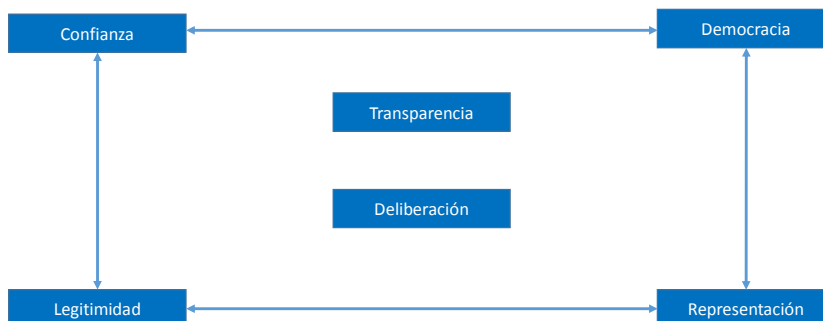 Confianza
Democracia
Transparencia
Deliberación
Legitimidad
Representación